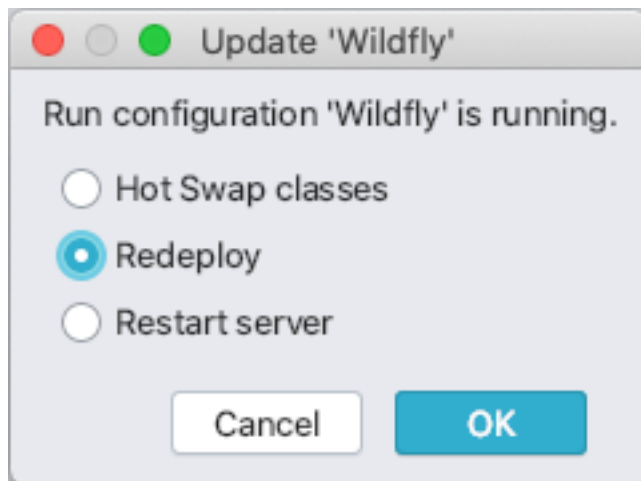 Update 'Wildfly'
Run configuration 'Wildfly' is running.
Hot Swap classes
Redeploy
Restart server
Cancel OK